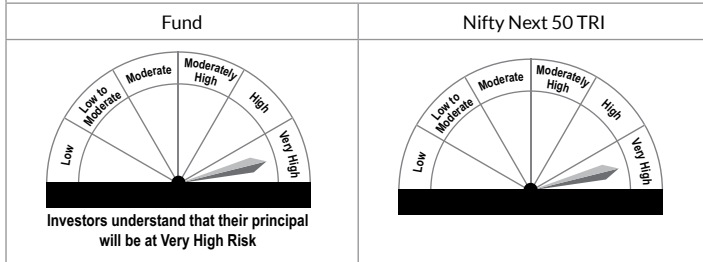 Fund
Nifty Next 50 TRI
Low
Low to
Moderate
Moderate
Moderately
High
High
Very High
Low
Low to
Moderate
Moderate
Moderately
High
High
Very High
Investors understand that their principal
will be at Very High Risk